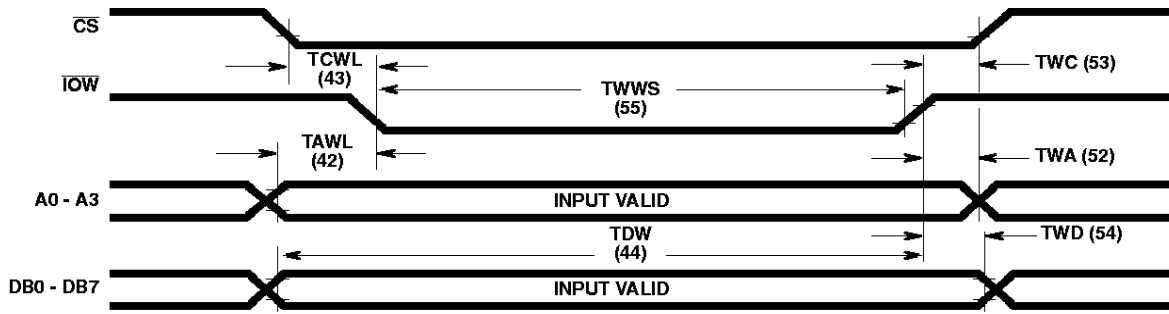 CS
TCWL
(43)
TWC (53)
IOW
TWWS
(55)
TAWL
(42)
TWA (52)
A0 - A3
INPUT VALID
TDW
(44)
TWD (54)
DB0 - DB7
INPUT VALID